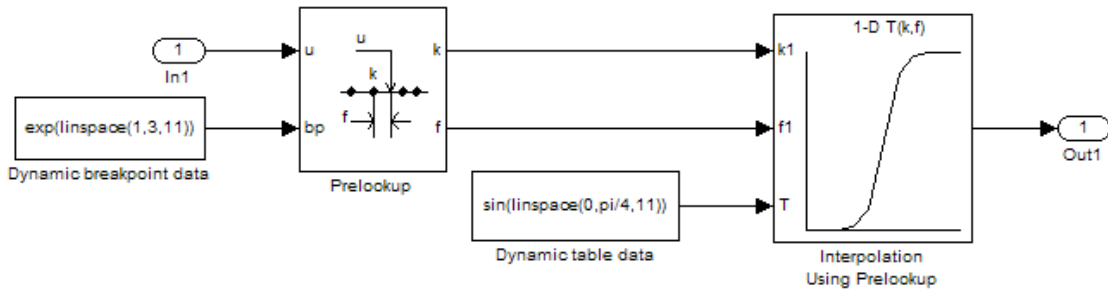 1
In1
exp(linspace(1,3,11))
Dynamic breakpoint data
u
bp
u
k
f
k
f
Prelookup
sin(linspace(0,pi/4,11))
Dynamic table data
1-D T(k,f)
k1
f1
T
Interpolation
Using Prelookup
1
Out1